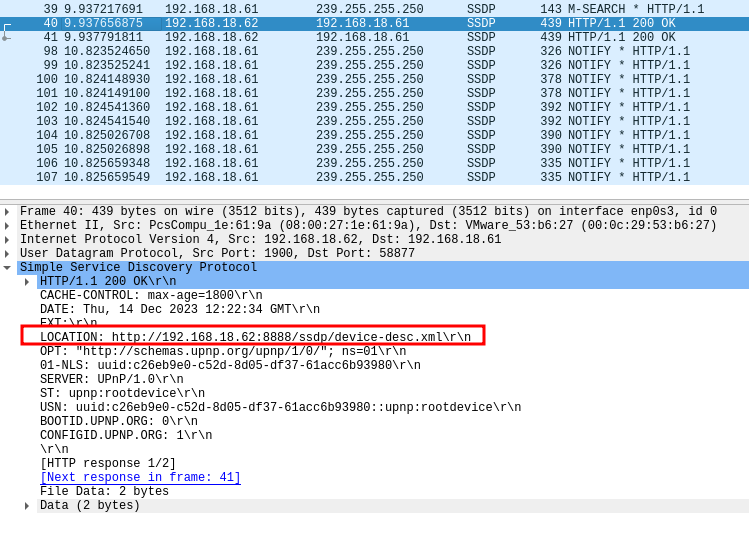 39 9.937217691 192.168.18.61 239.255.255.250 SSDP 143 M-SEARCH * HTTP/1.1
40 9.937656875 192.168.18.62 192.168.18.61 SSDP 439 HTTP/1.1 200 OK
41 9.937791811 192.168.18.62 192.168.18.61 SSDP 439 HTTP/1.1 200 OK
98 10.823524650 192.168.18.61 239.255.255.250 SSDP 326 NOTIFY * HTTP/1.1
99 10.823525241 192.168.18.61 239.255.255.250 SSDP 326 NOTIFY * HTTP/1.1
100 10.824148930 192.168.18.61 239.255.255.250 SSDP 378 NOTIFY * HTTP/1.1
101 10.824149100 192.168.18.61 239.255.255.250 SSDP 378 NOTIFY * HTTP/1.1
102 10.824541360 192.168.18.61 239.255.255.250 SSDP 392 NOTIFY * HTTP/1.1
103 10.824541540 192.168.18.61 239.255.255.250 SSDP 392 NOTIFY * HTTP/1.1
104 10.825026708 192.168.18.61 239.255.255.250 SSDP 390 NOTIFY * HTTP/1.1
105 10.825026898 192.168.18.61 239.255.255.250 SSDP 390 NOTIFY * HTTP/1.1
106 10.825659348 192.168.18.61 239.255.255.250 SSDP 335 NOTIFY * HTTP/1.1
107 10.825659549 192.168.18.61 239.255.255.250 SSDP 335 NOTIFY * HTTP/1.1
Frame 40: 439 bytes on wire (3512 bits), 439 bytes captured (3512 bits) on interface enp0s3, id 0
Ethernet II, Src: PcsCompu_1e:61:9a (08:00:27:1e:61:9a), Dst: VMware_53:b6:27 (00:0c:29:53:b6:27)
Internet Protocol Version 4, Src: 192.168.18.62, Dst: 192.168.18.61
User Datagram Protocol, Src Port: 1900, Dst Port: 58877
Simple Service Discovery Protocol
HTTP/1.1 200 OK\r\n
CACHE-CONTROL: max-age=1800\r\n
DATE: Thu, 14 Dec 2023 12:22:34 GMT\r\n
EXT:\r\n
LOCATION: http://192.168.18.62:8888/ssdp/device-desc.xml\r\n
OPT: "http://schemas.upnp.org/upnp/1/0/"; ns=01\r\n
01-NLS: uuid:c26eb9e0-c52d-8d05-df37-61acc6b93980\r\n
SERVER: UPnP/1.0\r\n
ST: upnp:rootdevice\r\n
USN: uuid:c26eb9e0-c52d-8d05-df37-61acc6b93980::upnp:rootdevice\r\n
BOOTID.UPNP.ORG: 0\r\n
CONFIGID.UPNP.ORG: 1\r\n
\r\n
[HTTP response 1/2]
[Next response in frame: 41]
File Data: 2 bytes
Data (2 bytes)